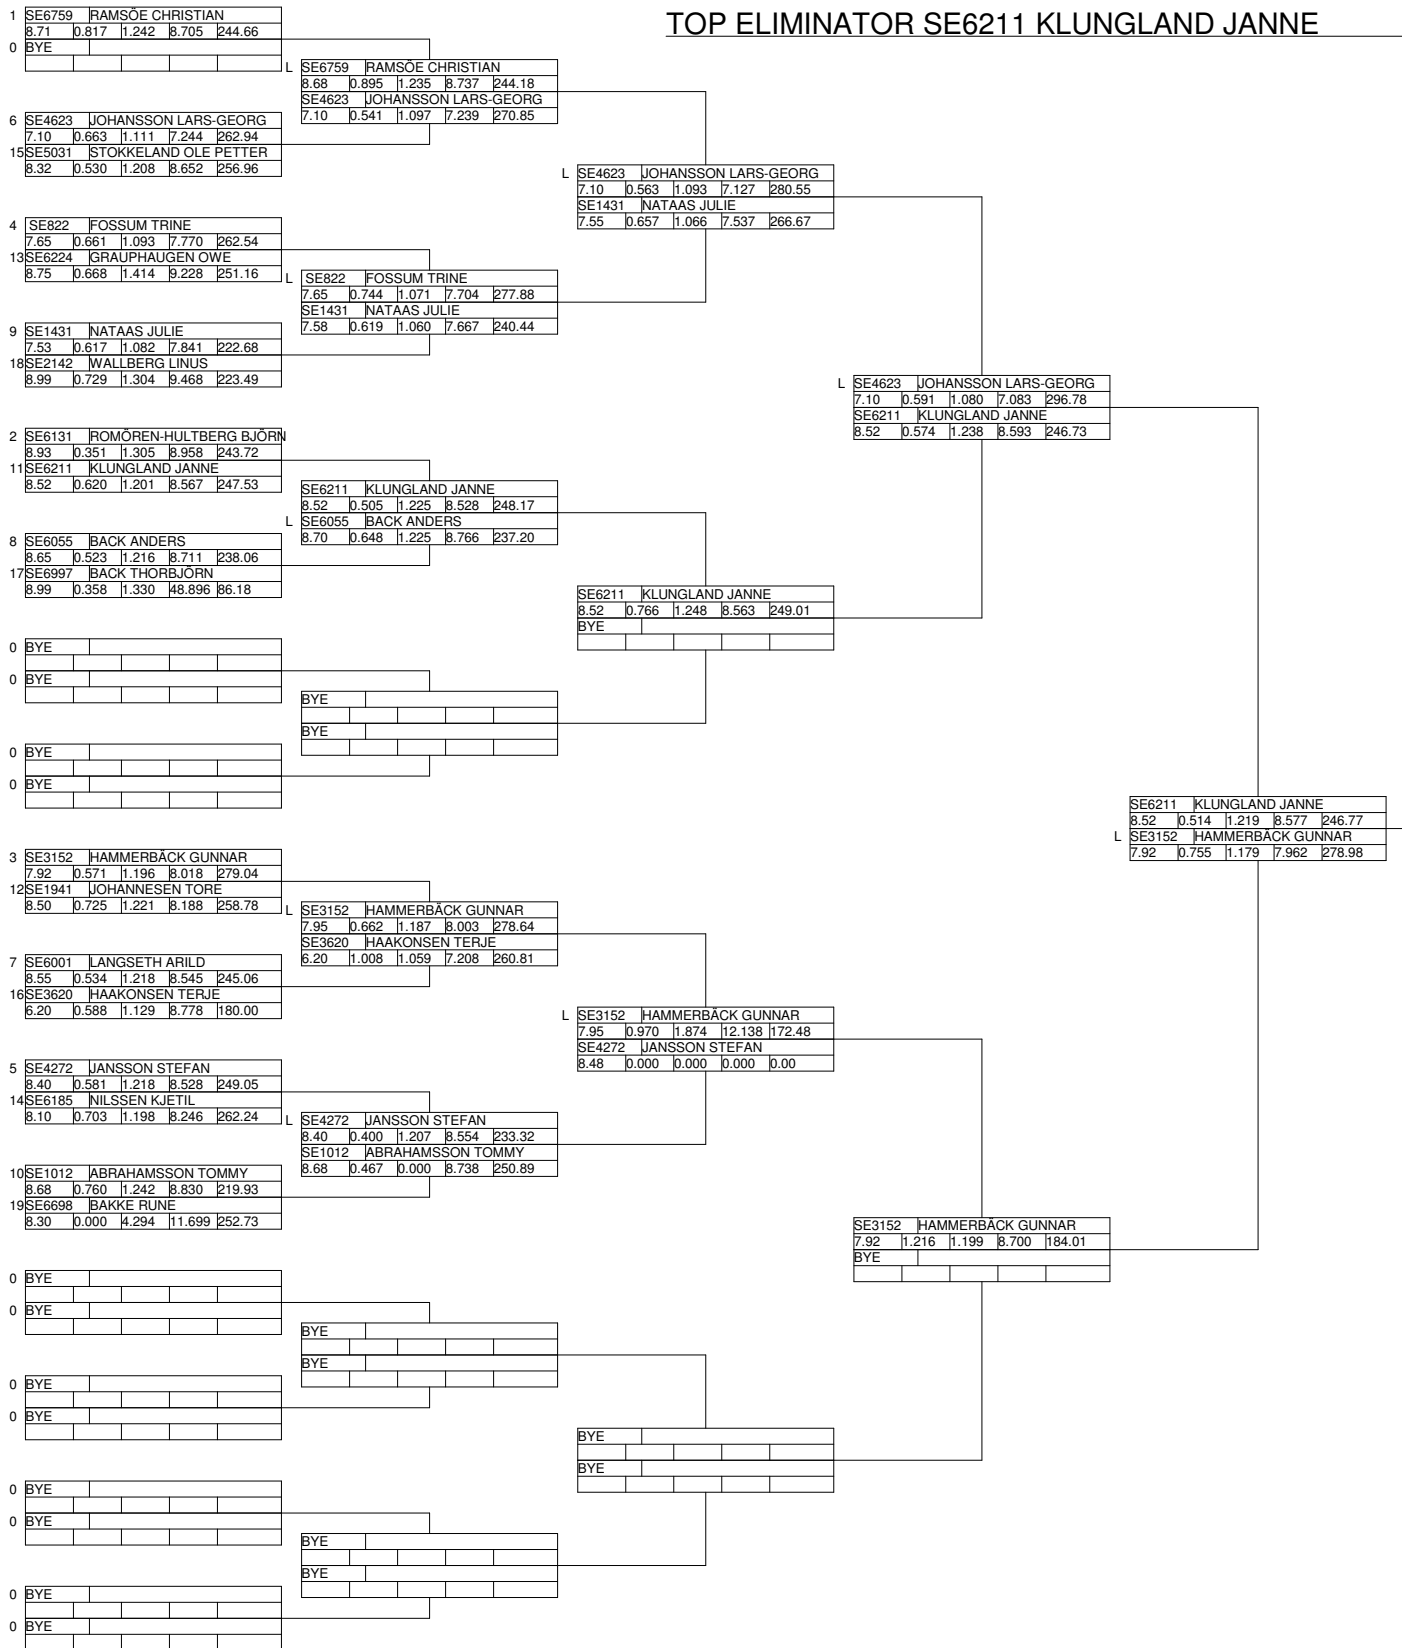 TOP ELIMINATOR SE6211 KLUNGLAND JANNE
1 SE6759 RAMSÖE CHRISTIAN
8.71 0.817 1.242 8.705 244.66
0 BYE
6 SE4623 JOHANSSON LARS-GEORG
7.10 0.663 1.111 7.244 262.94
15 SE5031 STOKKELAND OLE PETTER
8.32 0.530 1.208 8.652 256.96
4 SE822 FOSSUM TRINE
7.65 0.661 1.093 7.770 262.54
13 SE6224 GRAUPHAUGEN OWE
8.75 0.668 1.414 9.228 251.16
9 SE1431 NATAAS JULIE
7.53 0.617 1.082 7.841 222.68
18 SE2142 WALLBERG LINUS
8.99 0.729 1.304 9.468 223.49
2 SE6131 ROMÖREN-HULTBERG BJÖRN
8.93 0.351 1.305 8.958 243.72
11 SE6211 KLUNGLAND JANNE
8.52 0.620 1.201 8.567 247.53
8 SE6055 BACK ANDERS
8.65 0.523 1.216 8.711 238.06
17 SE6997 BACK THORBJÖRN
8.99 0.358 1.330 48.896 86.18
0 BYE
0 BYE
0 BYE
0 BYE
3 SE3152 HAMMERBÄCK GUNNAR
7.92 0.571 1.196 8.018 279.04
12 SE1941 JOHANNESEN TORE
8.50 0.725 1.221 8.188 258.78
7 SE6001 LANGSETH ARILD
8.55 0.534 1.218 8.545 245.06
16 SE3620 HAAKONSEN TERJE
6.20 0.588 1.129 8.778 180.00
5 SE4272 JANSSON STEFAN
8.40 0.581 1.218 8.528 249.05
14 SE6185 NILSSEN KJETIL
8.10 0.703 1.198 8.246 262.24
10 SE1012 ABRAHAMSSON TOMMY
8.68 0.760 1.242 8.830 219.93
19 SE6698 BAKKE RUNE
8.30 0.000 4.294 11.699 252.73
0 BYE
0 BYE
0 BYE
0 BYE
0 BYE
0 BYE
0 BYE
0 BYE
L SE6759 RAMSÖE CHRISTIAN
8.68 0.895 1.235 8.737 244.18
SE4623 JOHANSSON LARS-GEORG
7.10 0.541 1.097 7.239 270.85
L SE822 FOSSUM TRINE
7.65 0.744 1.071 7.704 277.88
SE1431 NATAAS JULIE
7.58 0.619 1.060 7.667 240.44
SE6211 KLUNGLAND JANNE
8.52 0.505 1.225 8.528 248.17
L SE6055 BACK ANDERS
8.70 0.648 1.225 8.766 237.20
BYE
BYE
L SE3152 HAMMERBÄCK GUNNAR
7.95 0.662 1.187 8.003 278.64
SE3620 HAAKONSEN TERJE
6.20 1.008 1.059 7.208 260.81
L SE4272 JANSSON STEFAN
8.40 0.400 1.207 8.554 233.32
SE1012 ABRAHAMSSON TOMMY
8.68 0.467 0.000 8.738 250.89
BYE
BYE
BYE
BYE
L SE4623 JOHANSSON LARS-GEORG
7.10 0.563 1.093 7.127 280.55
SE1431 NATAAS JULIE
7.55 0.657 1.066 7.537 266.67
SE6211 KLUNGLAND JANNE
8.52 0.766 1.248 8.563 249.01
BYE
L SE3152 HAMMERBÄCK GUNNAR
7.95 0.970 1.874 12.138 172.48
SE4272 JANSSON STEFAN
8.48 0.000 0.000 0.000 0.00
BYE
BYE
L SE4623 JOHANSSON LARS-GEORG
7.10 0.591 1.080 7.083 296.78
SE6211 KLUNGLAND JANNE
8.52 0.574 1.238 8.593 246.73
SE3152 HAMMERBÄCK GUNNAR
7.92 1.216 1.199 8.700 184.01
BYE
SE6211 KLUNGLAND JANNE
8.52 0.514 1.219 8.577 246.77
L SE3152 HAMMERBÄCK GUNNAR
7.92 0.755 1.179 7.962 278.98